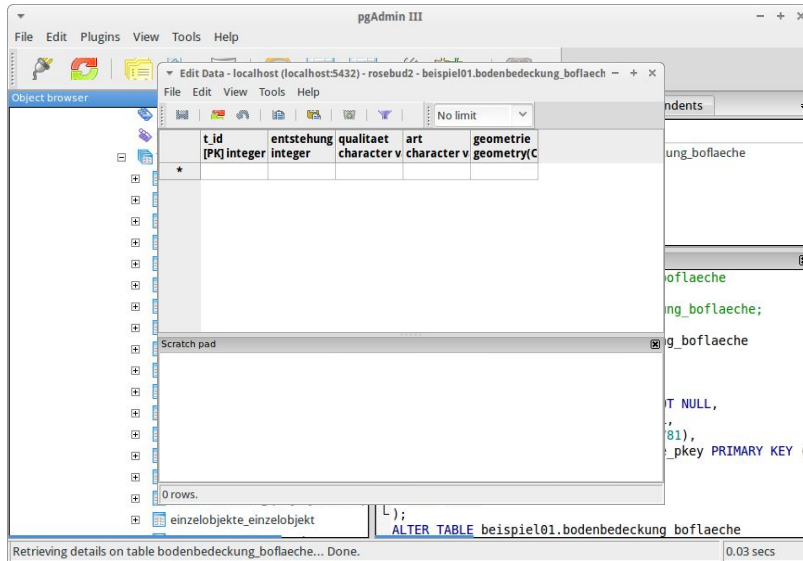 pgAdmin III
File Edit Plugins View Tools Help
Object browser
Edit Data - localhost (localhost:5432) - rosebud2 - beispiel01.bodenbedeckung_boflaech
File Edit View Tools Help
No limit
ndents
t_id entstehung qualitaet art geometrie
[PK] integer integer character v character v geometry(C
*
ung_boflaeche
oflaeche
ng_boflaeche;
g_boflaeche
Scratch pad
T NULL,
81),
_pkey PRIMARY KEY
0 rows.
einzelobjekte_einzelobjekt
);
ALTER TABLE beispiel01.bodenbedeckung_boflaeche
Retrieving details on table bodenbedeckung_boflaeche... Done.
0.03 secs